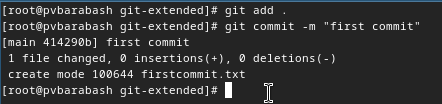 [root@pvbarabash git-extended]# git add .
[root@pvbarabash git-extended]# git commit -m "first commit"
[main 414290b] first commit
 1 file changed, 0 insertions(+), 0 deletions(-)
 create mode 100644 firstcommit.txt
[root@pvbarabash git-extended]#